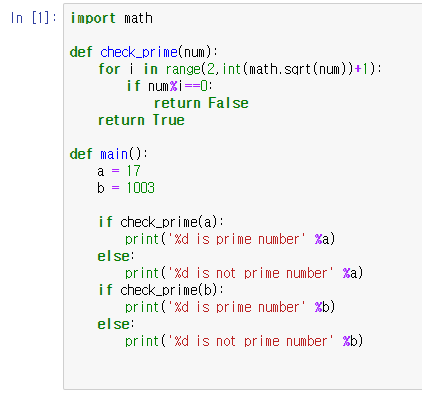 In [1]: import math
def check_prime(num):
    for i in range(2,int(math.sqrt(num))+1):
        if num%i==0:
            return False
    return True
def main():
    a = 17
    b = 1003
    if check_prime(a):
        print('%d is prime number' %a)
    else:
        print('%d is not prime number' %a)
    if check_prime(b):
        print('%d is prime number' %b)
    else:
        print('%d is not prime number' %b)